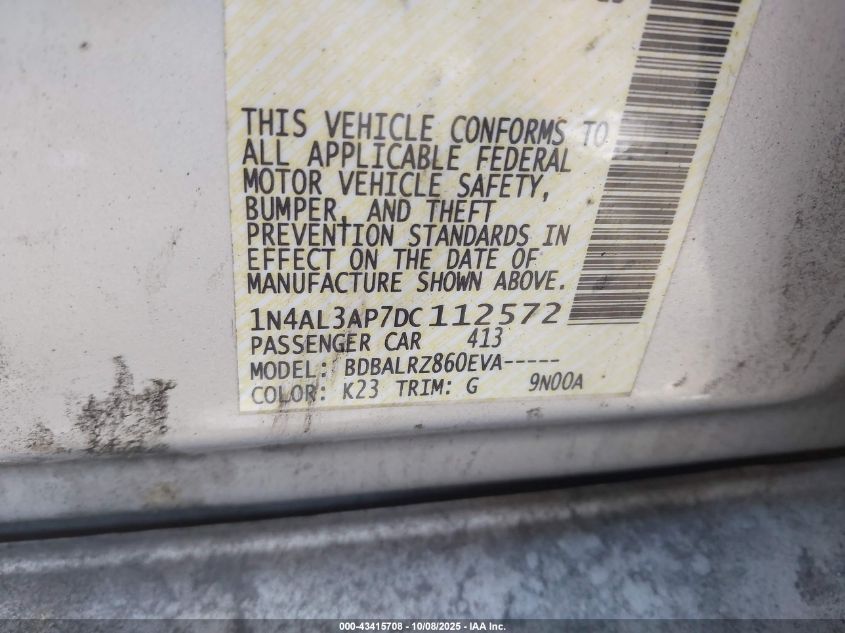 THIS VEHICLE CONFORMS TO
ALL APPLICABLE FEDERAL
MOTOR VEHICLE SAFETY,
BUMPER, AND THEFT
PREVENTION STANDARDS IN
EFFECT ON THE DATE OF
MANUFACTURE SHOWN ABOVE.
1N4AL3AP7DC112572
PASSENGER CAR 413
MODEL: BDBALRZ860EVA-----
COLOR: K23 TRIM: G 9N00A
000-43415708 - 10/08/2025 - IAA Inc.